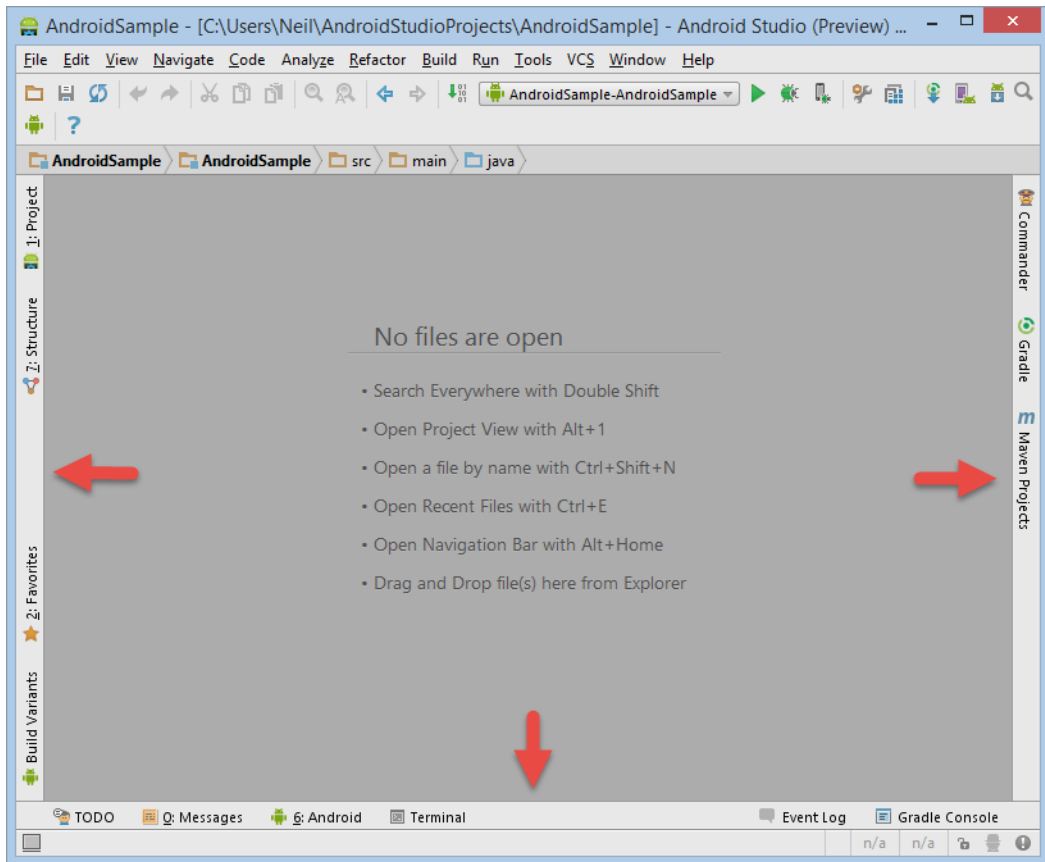 AndroidSample - [C:\Users\Neil\AndroidStudioProjects\AndroidSample] - Android Studio (Preview) ...
File Edit View Navigate Code Analyze Refactor Build Run Tools VCS Window Help
AndroidSample-AndroidSample
?
AndroidSample AndroidSample src main java
1: Project
7: Structure
2: Favorites
Build Variants
No files are open
• Search Everywhere with Double Shift
• Open Project View with Alt+1
• Open a file by name with Ctrl+Shift+N
• Open Recent Files with Ctrl+E
• Open Navigation Bar with Alt+Home
• Drag and Drop file(s) here from Explorer
Commander
Gradle
m Maven Projects
TODO 0: Messages 6: Android Terminal Event Log Gradle Console
n/a n/a